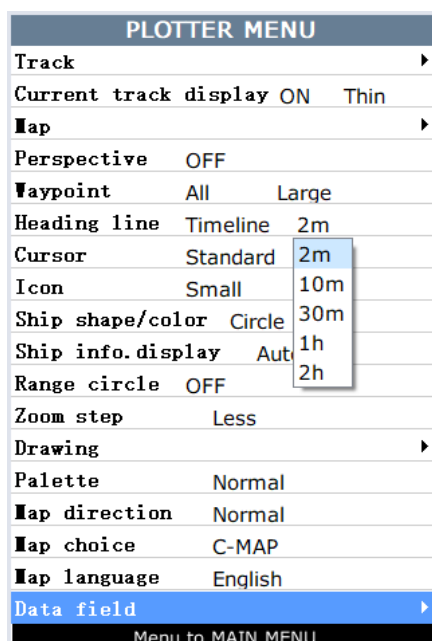 PLOTTER MENU
Track
Current track display ON Thin
Map
Perspective OFF
Waypoint All Large
Heading line Timeline 2m
Cursor Standard 2m
Icon Small 10m
Ship shape/color Circle 30m
Ship info.display Aut 1h
Range circle OFF 2h
Zoom step Less
Drawing
Palette Normal
Map direction Normal
Map choice C-MAP
Map language English
Data field
Menu to MAIN MENU